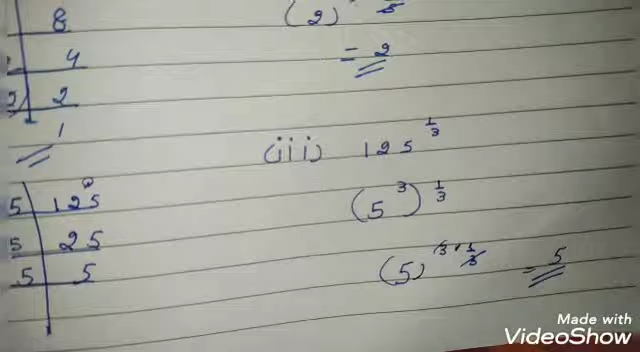 8
(2)
4
= 2
2 2
1
(iii) 125^(1/3)
5 125
(5^3)^(1/3)
5 25
5 5
(5)^(3×1/3) = 5
Made with
VideoShow